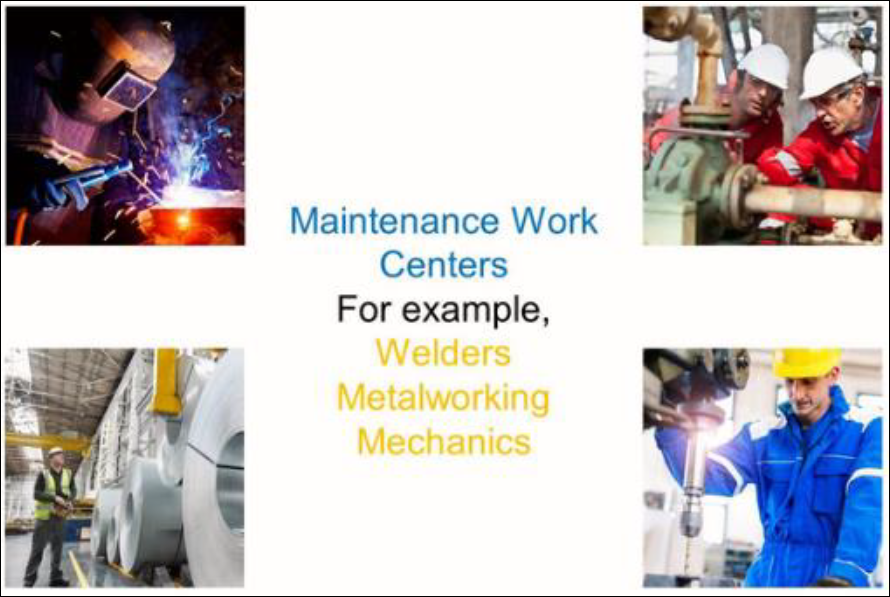 Maintenance Work
Centers
For example,
Welders
Metalworking
Mechanics